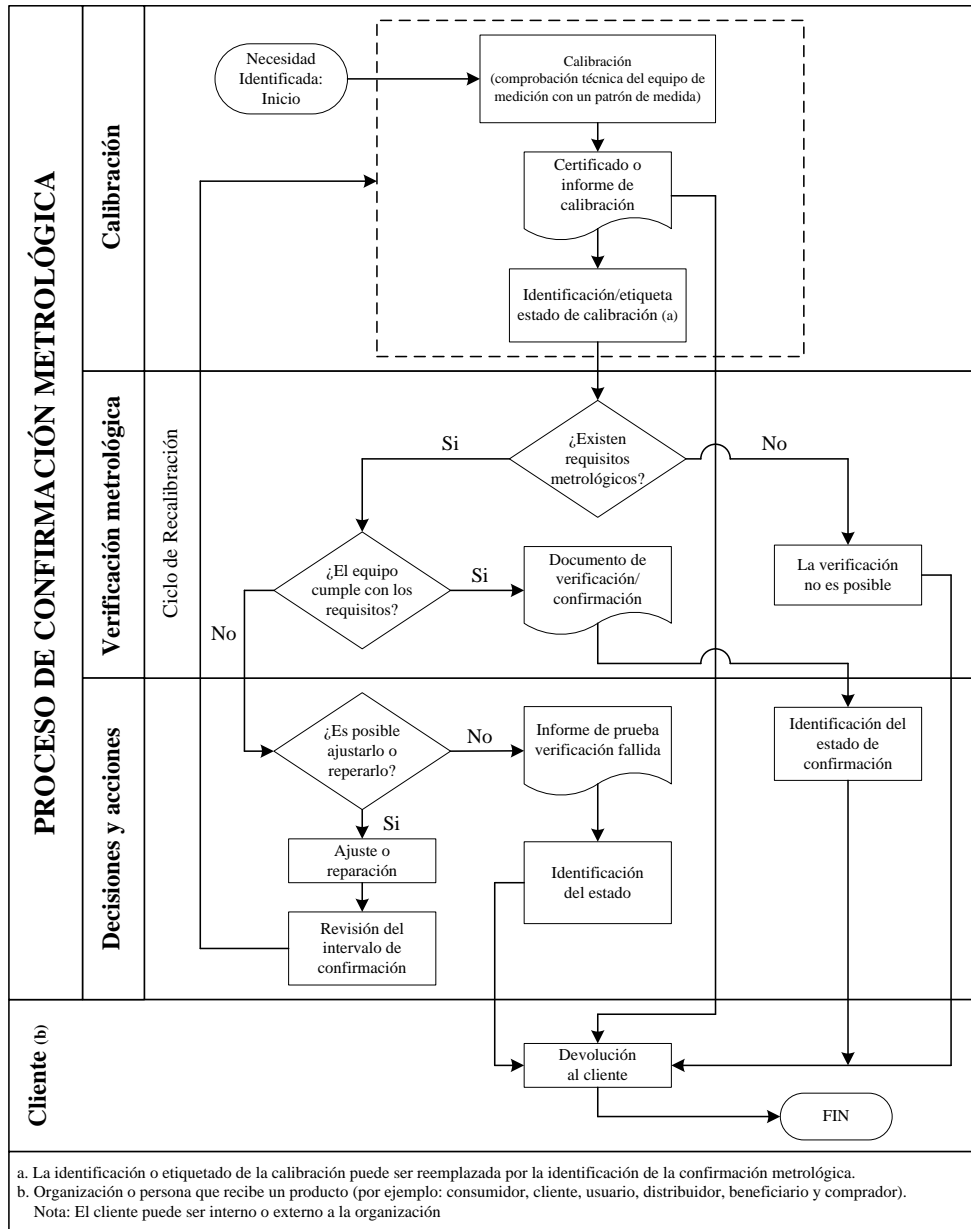 PROCESO DE CONFIRMACIÓN METROLÓGICA
Calibración
Necesidad
Identificada:
Inicio
Calibración
(comprobación técnica del equipo de
medición con un patrón de medida)
Certificado o
informe de
calibración
Identificación/etiqueta
estado de calibración (a)
Verificación metrológica
Ciclo de Recalibración
¿Existen
requisitos
metrológicos?
Si
No
¿El equipo
cumple con los
requisitos?
Si
No
Documento de
verificación/
confirmación
La verificación
no es posible
Decisiones y acciones
¿Es posible
ajustarlo o
reperarlo?
No
Si
Informe de prueba
verificación fallida
Identificación del
estado de
confirmación
Ajuste o
reparación
Identificación
del estado
Revisión del
intervalo de
confirmación
Cliente (b)
Devolución
al cliente
FIN
a. La identificación o etiquetado de la calibración puede ser reemplazada por la identificación de la confirmación metrológica.
b. Organización o persona que recibe un producto (por ejemplo: consumidor, cliente, usuario, distribuidor, beneficiario y comprador).
Nota: El cliente puede ser interno o externo a la organización